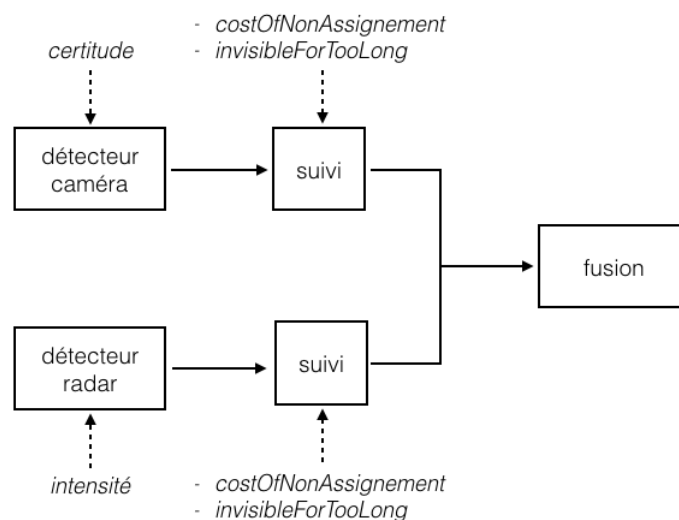 - costOfNonAssignement
- invisibleForTooLong
certitude
détecteur
caméra
suivi
fusion
détecteur
radar
suivi
intensité
- costOfNonAssignement
- invisibleForTooLong